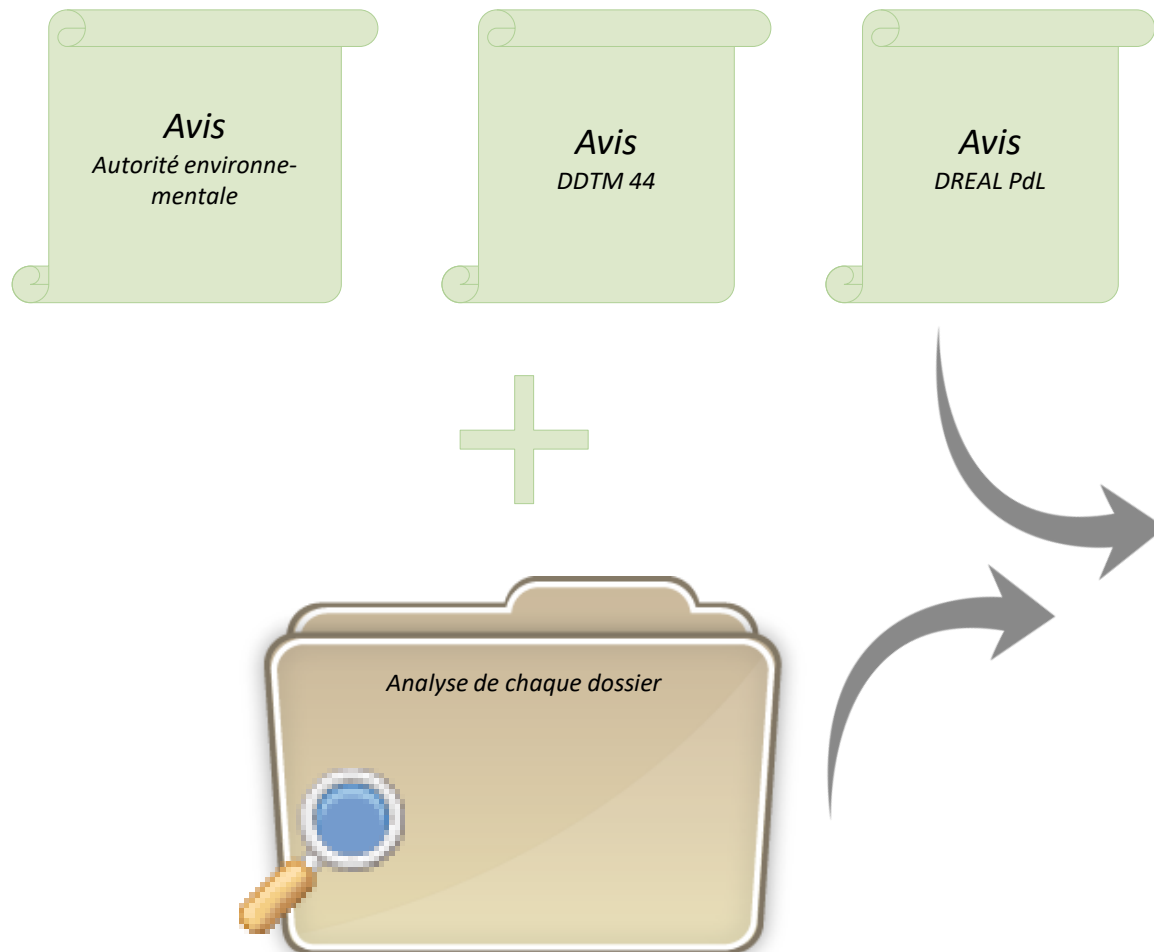 Avis
Autorité environne-
mentale
Avis
DDTM 44
Avis
DREAL PdL
Analyse de chaque dossier